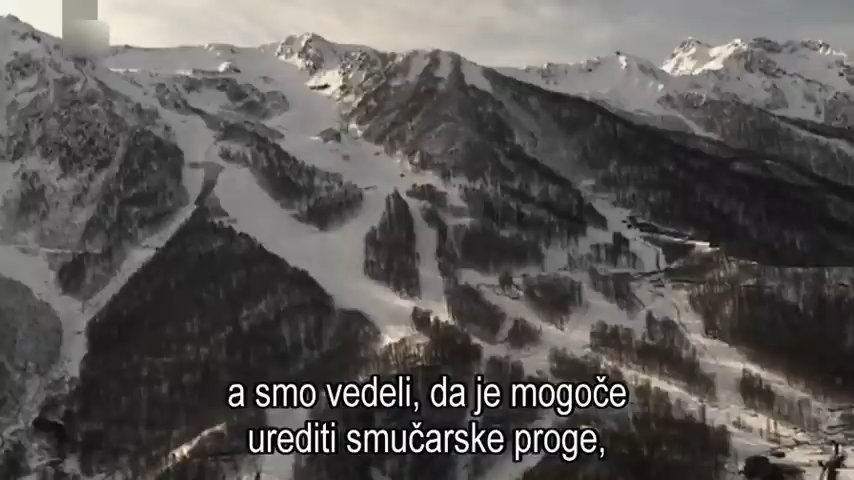 a smo vedeli, da je mogoče
urediti smučarske proge,